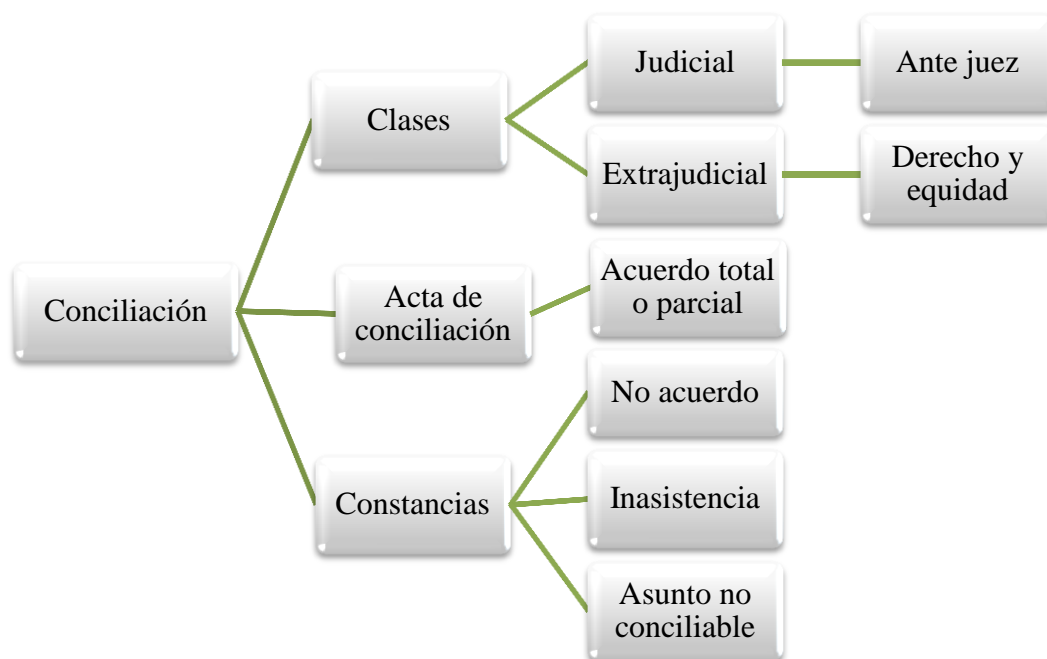 Conciliación
Clases
Judicial
Ante juez
Extrajudicial
Derecho y
equidad
Acta de
conciliación
Acuerdo total
o parcial
Constancias
No acuerdo
Inasistencia
Asunto no
conciliable